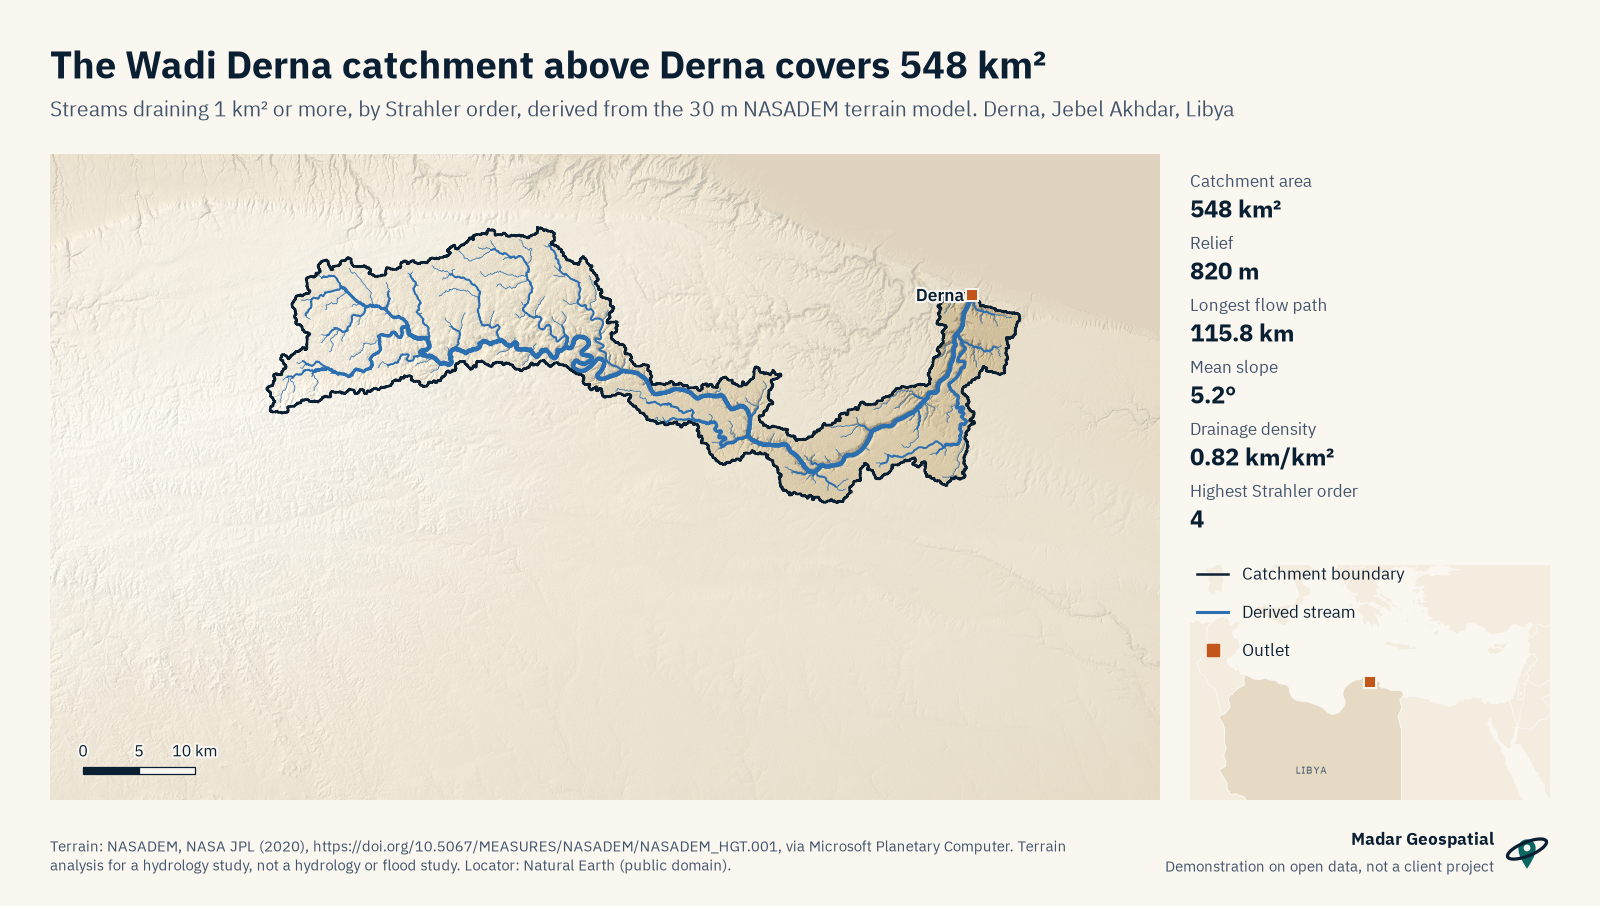 The Wadi Derna catchment above Derna covers 548 km²
Streams draining 1 km² or more, by Strahler order, derived from the 30 m NASADEM terrain model. Derna, Jebel Akhdar, Libya
Derna
0 5 10 km
Catchment area
548 km²
Relief
820 m
Longest flow path
115.8 km
Mean slope
5.2°
Drainage density
0.82 km/km²
Highest Strahler order
4
Catchment boundary
Derived stream
Outlet
LIBYA
Terrain: NASADEM, NASA JPL (2020), https://doi.org/10.5067/MEASURES/NASADEM/NASADEM_HGT.001, via Microsoft Planetary Computer. Terrain
analysis for a hydrology study, not a hydrology or flood study. Locator: Natural Earth (public domain).
Madar Geospatial
Demonstration on open data, not a client project